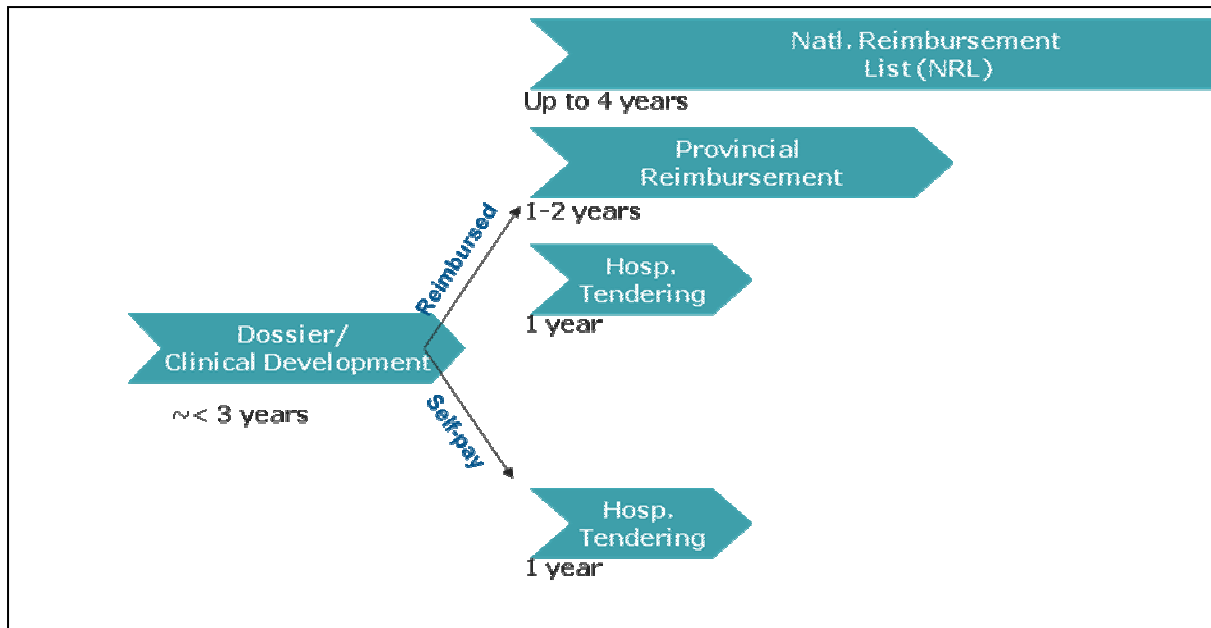 Natl. Reimbursement
List (NRL)
Up to 4 years
Provincial
Reimbursement
1-2 years
Reimbursed
Hosp.
Tendering
1 year
Dossier/
Clinical Development
~< 3 years
Self-pay
Hosp.
Tendering
1 year